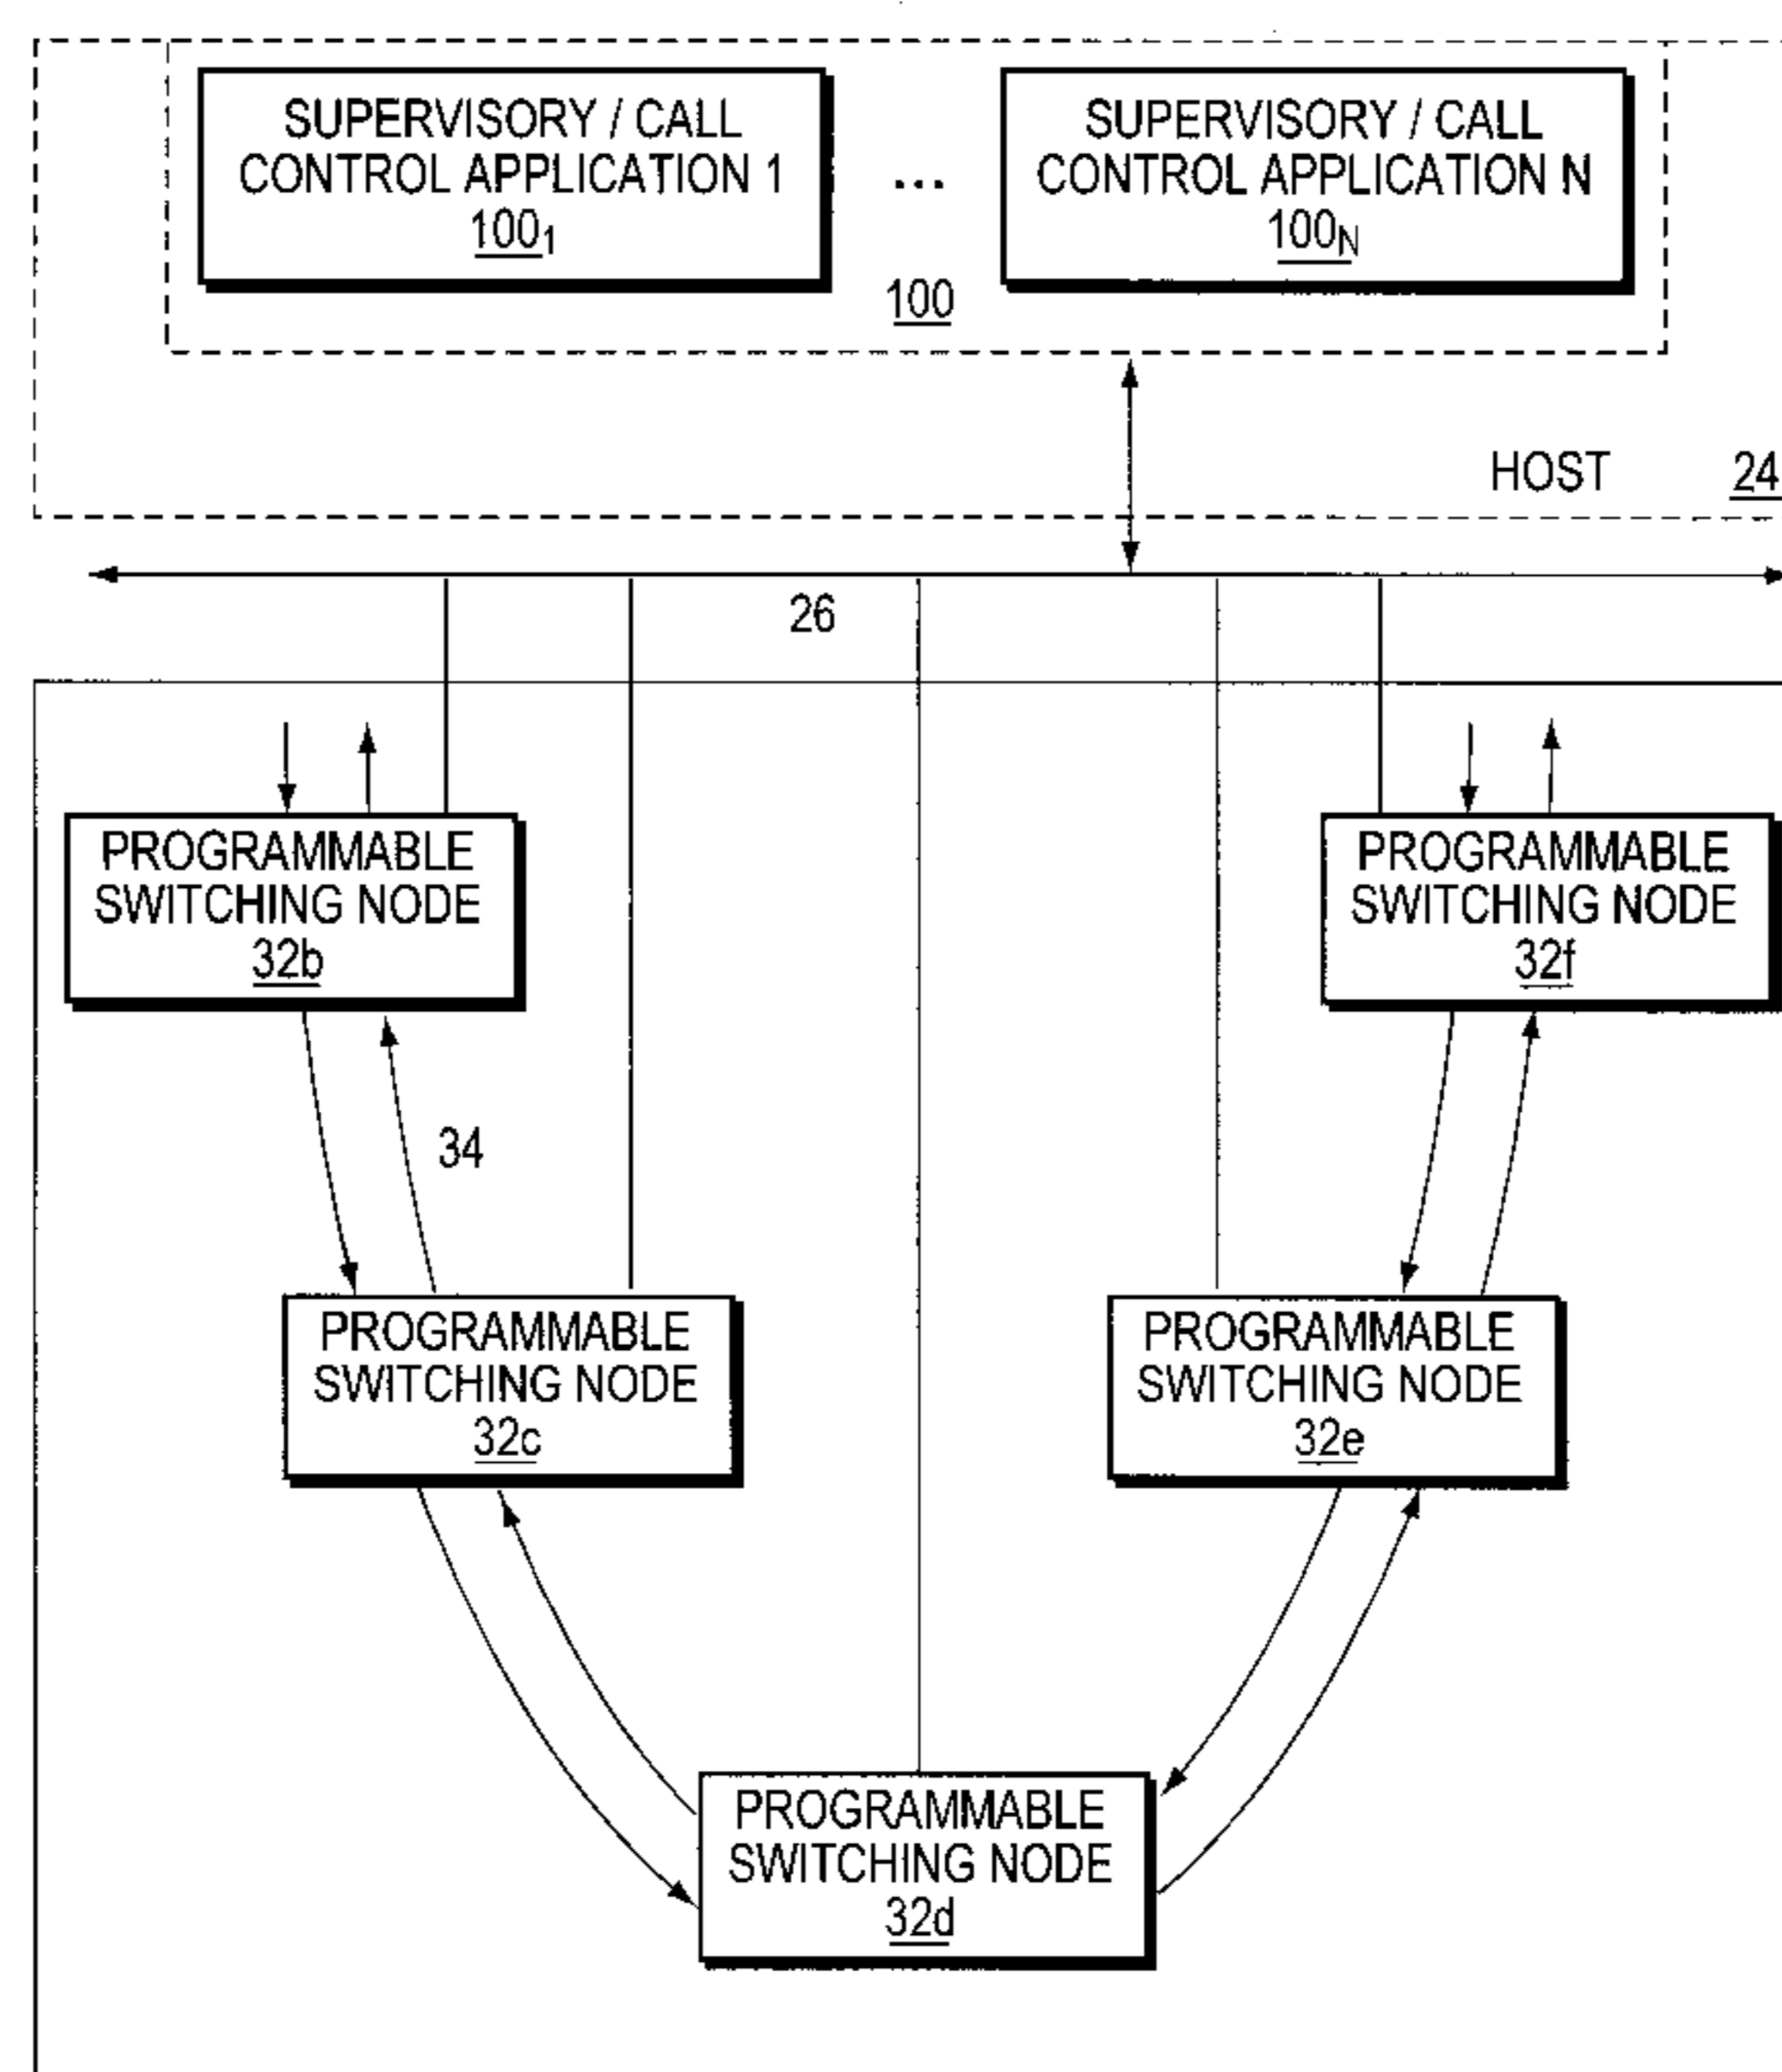 SUPERVISORY / CALL
CONTROL APPLICATION 1
100₁
...
SUPERVISORY / CALL
CONTROL APPLICATION N
100N
100
HOST 24
26
PROGRAMMABLE
SWITCHING NODE
32b
PROGRAMMABLE
SWITCHING NODE
32f
34
PROGRAMMABLE
SWITCHING NODE
32c
PROGRAMMABLE
SWITCHING NODE
32e
PROGRAMMABLE
SWITCHING NODE
32d